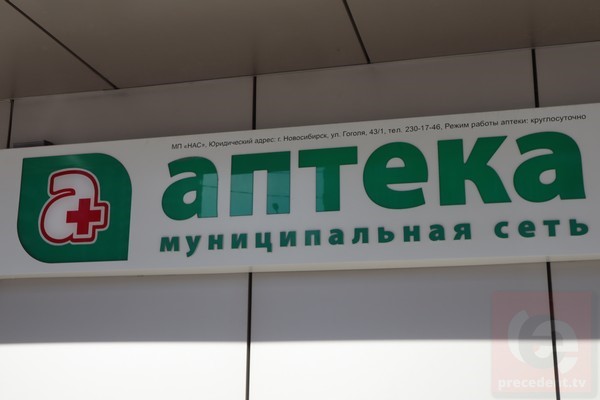 МП «НАС», Юридический адрес: г. Новосибирск, ул. Гоголя, 43/1, тел. 230-17-46, Режим работы аптеки: круглосуточно
а
аптека
муниципальная сеть
e
precedent.tv